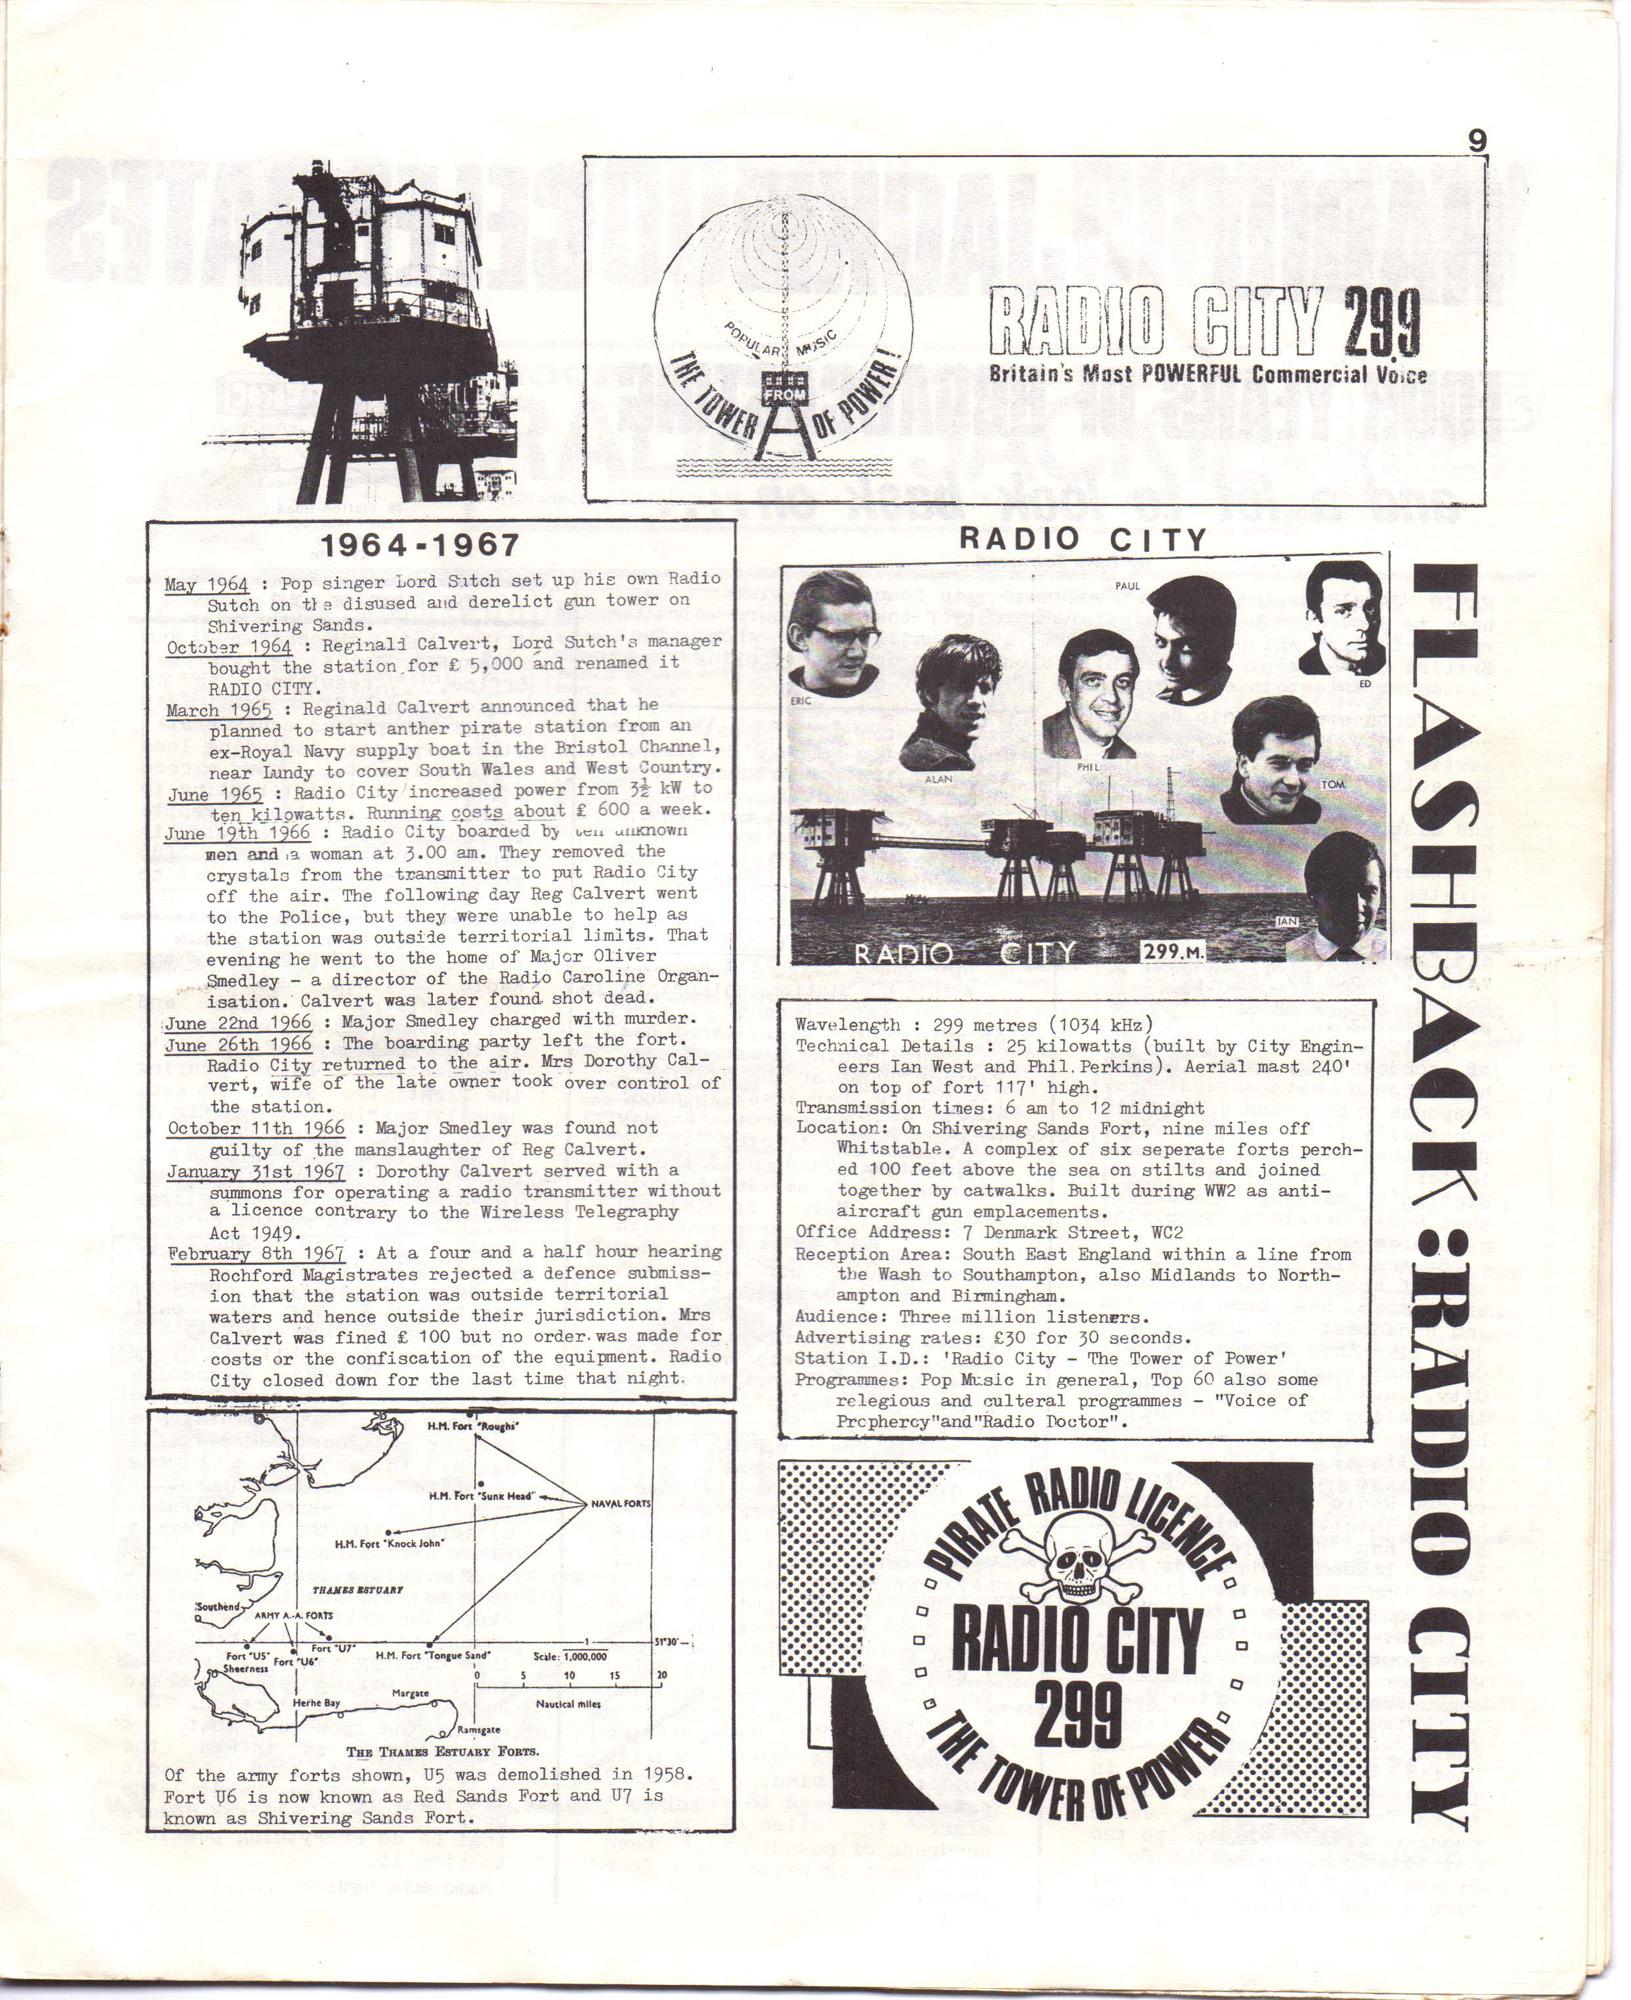 9
POPULAR MUSIC
FROM
THE TOWER OF POWER!
RADIO CITY 299
Britain's Most POWERFUL Commercial Voice
1964-1967
May 1964 : Pop singer Lord Sutch set up his own Radio
Sutch on the disused and derelict gun tower on
Shivering Sands.
October 1964 : Reginald Calvert, Lord Sutch's manager
bought the station for £ 5,000 and renamed it
RADIO CITY.
March 1965 : Reginald Calvert announced that he
planned to start anther pirate station from an
ex-Royal Navy supply boat in the Bristol Channel,
near Lundy to cover South Wales and West Country.
June 1965 : Radio City increased power from 3½ kW to
ten kilowatts. Running costs about £ 600 a week.
June 19th 1966 : Radio City boarded by ten unknown
men and a woman at 3.00 am. They removed the
crystals from the transmitter to put Radio City
off the air. The following day Reg Calvert went
to the Police, but they were unable to help as
the station was outside territorial limits. That
evening he went to the home of Major Oliver
Smedley - a director of the Radio Caroline Organ-
isation. Calvert was later found shot dead.
June 22nd 1966 : Major Smedley charged with murder.
June 26th 1966 : The boarding party left the fort.
Radio City returned to the air. Mrs Dorothy Cal-
vert, wife of the late owner took over control of
the station.
October 11th 1966 : Major Smedley was found not
guilty of the manslaughter of Reg Calvert.
January 31st 1967 : Dorothy Calvert served with a
summons for operating a radio transmitter without
a licence contrary to the Wireless Telegraphy
Act 1949.
February 8th 1967 : At a four and a half hour hearing
Rochford Magistrates rejected a defence submiss-
ion that the station was outside territorial
waters and hence outside their jurisdiction. Mrs
Calvert was fined £ 100 but no order was made for
costs or the confiscation of the equipment. Radio
City closed down for the last time that night.
H.M. Fort "Roughs"
H.M. Fort "Sunk Head"
NAVAL FORTS
H.M. Fort "Knock John"
THAMES ESTUARY
Southend
ARMY A.-A. FORTS
Fort "U5"
Fort "U6"
Fort "U7"
H.M. Fort "Tongue Sand"
Scale: 1/1,000,000
51°30'
Sheerness
0 5 10 15 20
Nautical miles
Herne Bay
Margate
Ramsgate
THE THAMES ESTUARY FORTS.
Of the army forts shown, U5 was demolished in 1958.
Fort U6 is now known as Red Sands Fort and U7 is
known as Shivering Sands Fort.
RADIO CITY
ERIC
ALAN
PHIL
PAUL
ED
TOM
IAN
RADIO CITY 299.M.
Wavelength : 299 metres (1034 kHz)
Technical Details : 25 kilowatts (built by City Engin-
eers Ian West and Phil Perkins). Aerial mast 240'
on top of fort 117' high.
Transmission times: 6 am to 12 midnight
Location: On Shivering Sands Fort, nine miles off
Whitstable. A complex of six seperate forts perch-
ed 100 feet above the sea on stilts and joined
together by catwalks. Built during WW2 as anti-
aircraft gun emplacements.
Office Address: 7 Denmark Street, WC2
Reception Area: South East England within a line from
the Wash to Southampton, also Midlands to North-
ampton and Birmingham.
Audience: Three million listeners.
Advertising rates: £30 for 30 seconds.
Station I.D.: 'Radio City - The Tower of Power'
Programmes: Pop Music in general, Top 60 also some
relegious and culteral programmes - "Voice of
Prophercy"and"Radio Doctor".
PIRATE RADIO LICENCE
RADIO CITY
299
THE TOWER OF POWER
FLASHBACK :RADIO CITY